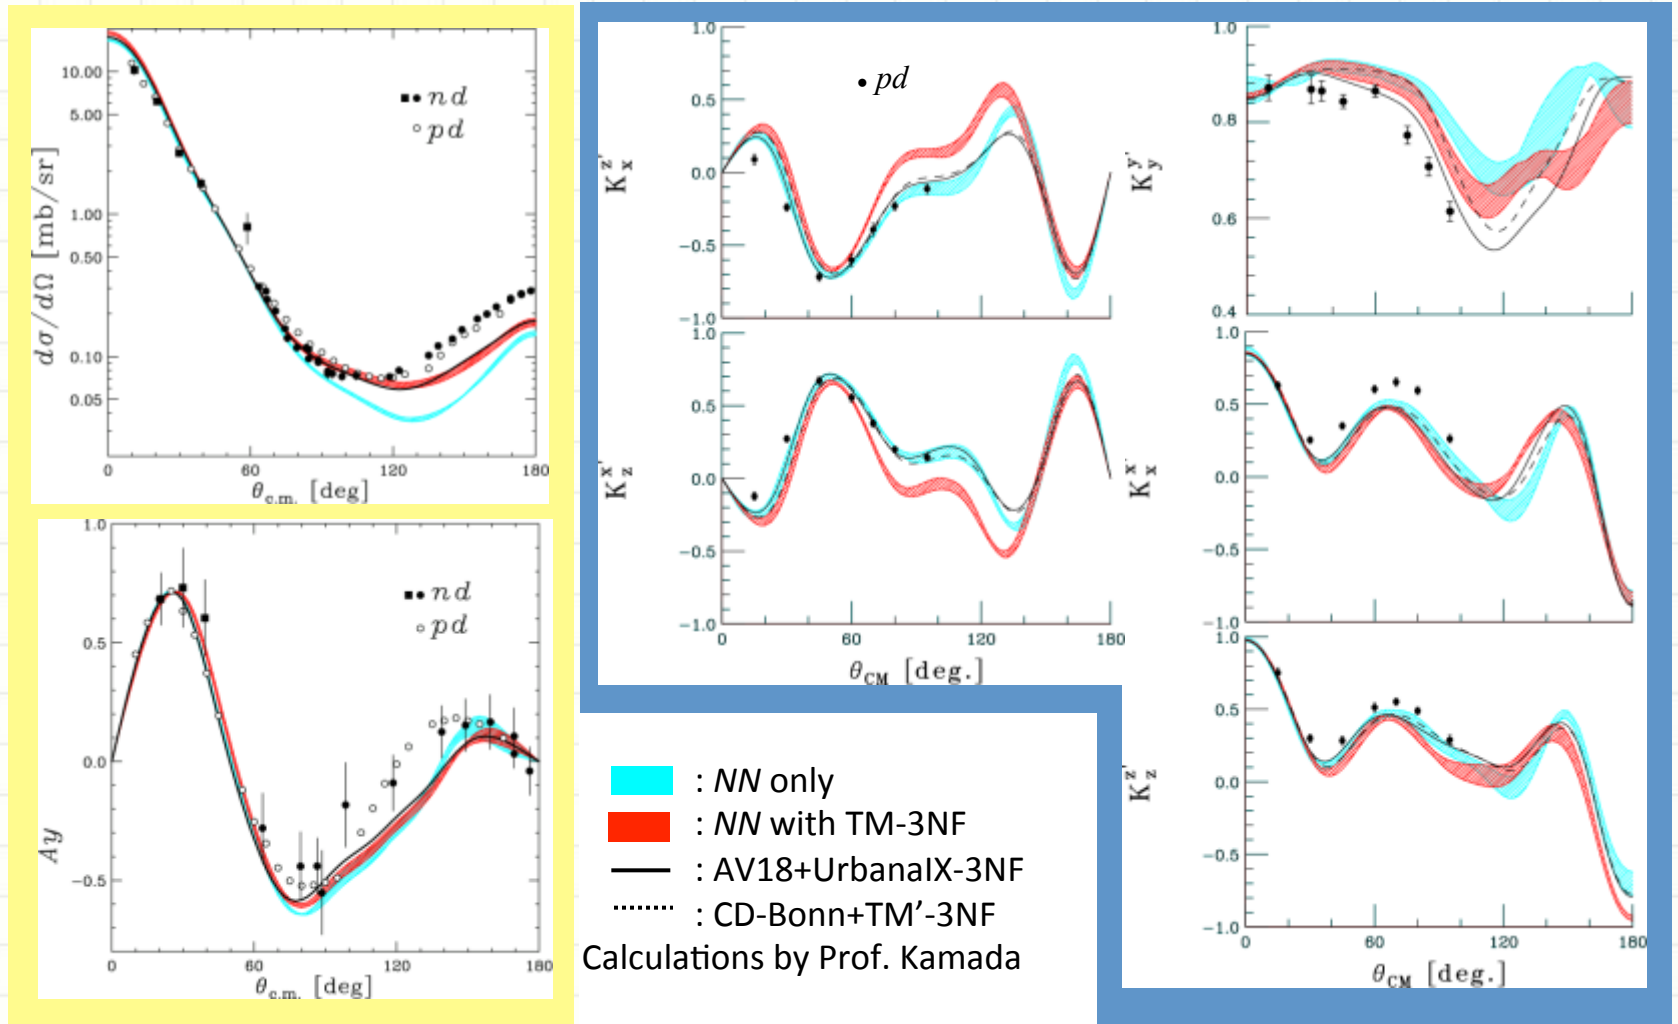 10.00
5.00
1.00
0.50
0.10
0.05
dσ/dΩ [mb/sr]
■● nd
○ pd
0 60 120 180
θc.m. [deg]
1.0
0.5
0.0
−0.5
Ay
■● nd
○ pd
0 60 120 180
θc.m. [deg]
1.0
0.5
0.0
−0.5
−1.0
K_x^z'
● pd
1.0
0.5
0.0
−0.5
−1.0
K_z^x'
0 60 120 180
θCM [deg.]
1.0
0.8
0.6
0.4
K_y^y'
1.0
0.5
0.0
−0.5
−1.0
K_x^x'
1.0
0.5
0.0
−0.5
−1.0
K_z^z'
0 60 120 180
θCM [deg.]
: NN only
: NN with TM-3NF
: AV18+UrbanaIX-3NF
: CD-Bonn+TM’-3NF
Calculations by Prof. Kamada